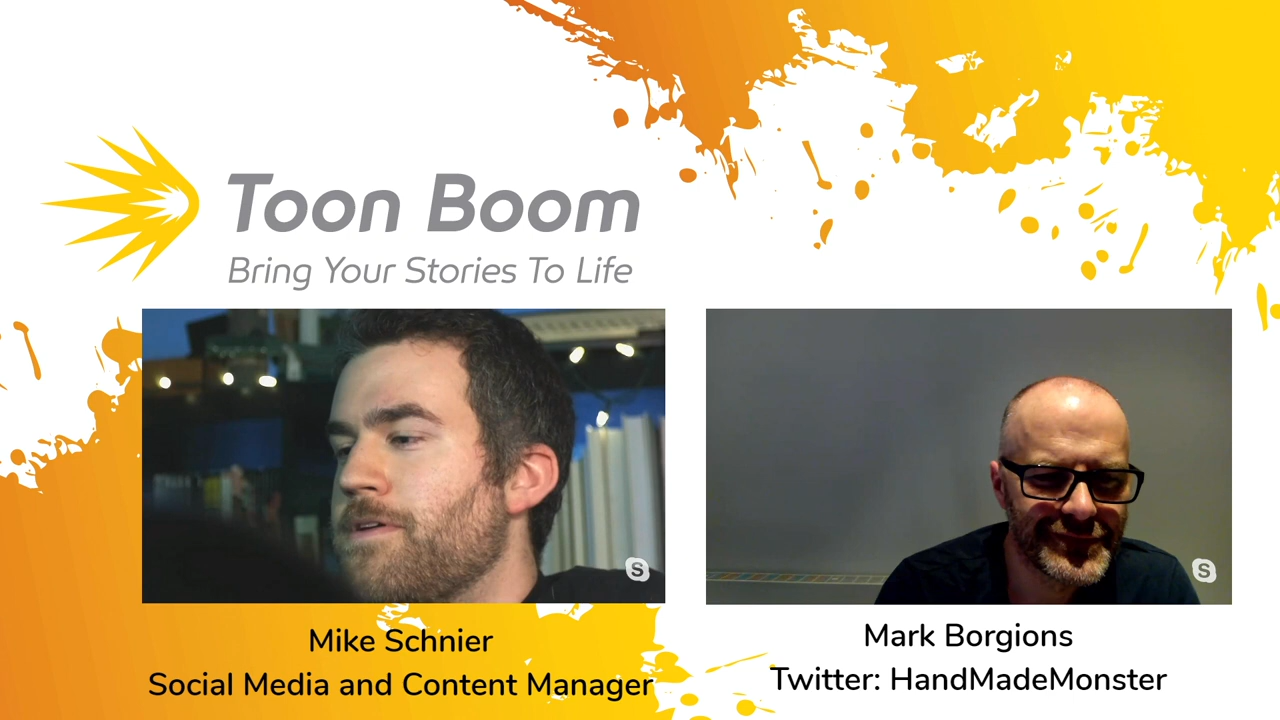 Toon Boom
Bring Your Stories To Life
S
S
Mike Schnier
Social Media and Content Manager
Mark Borgions
Twitter: HandMadeMonster